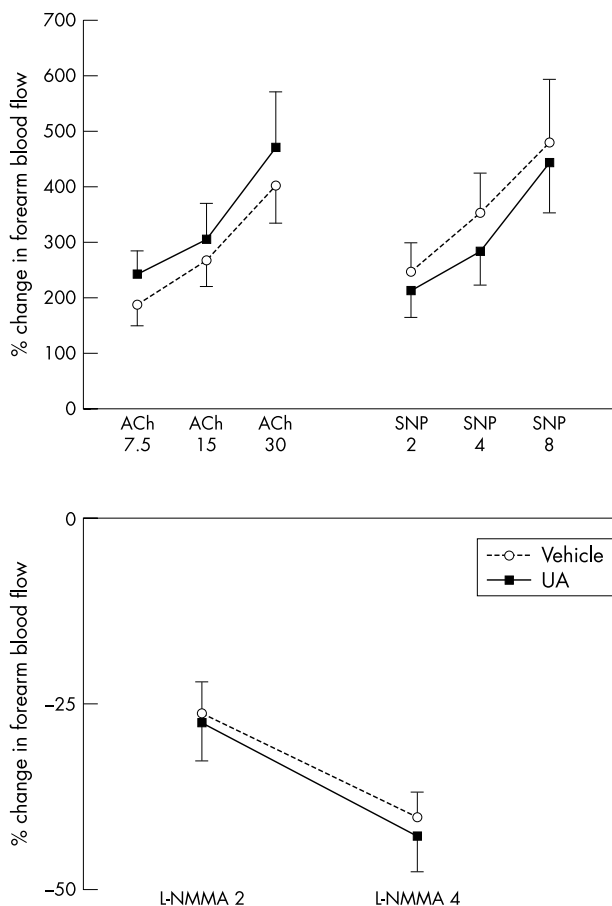 % change in forearm blood flow
700
600
500
400
300
200
100
0
ACh ACh ACh SNP SNP SNP
7.5 15 30 2 4 8
% change in forearm blood flow
0
−25
−50
Vehicle
UA
L-NMMA 2 L-NMMA 4